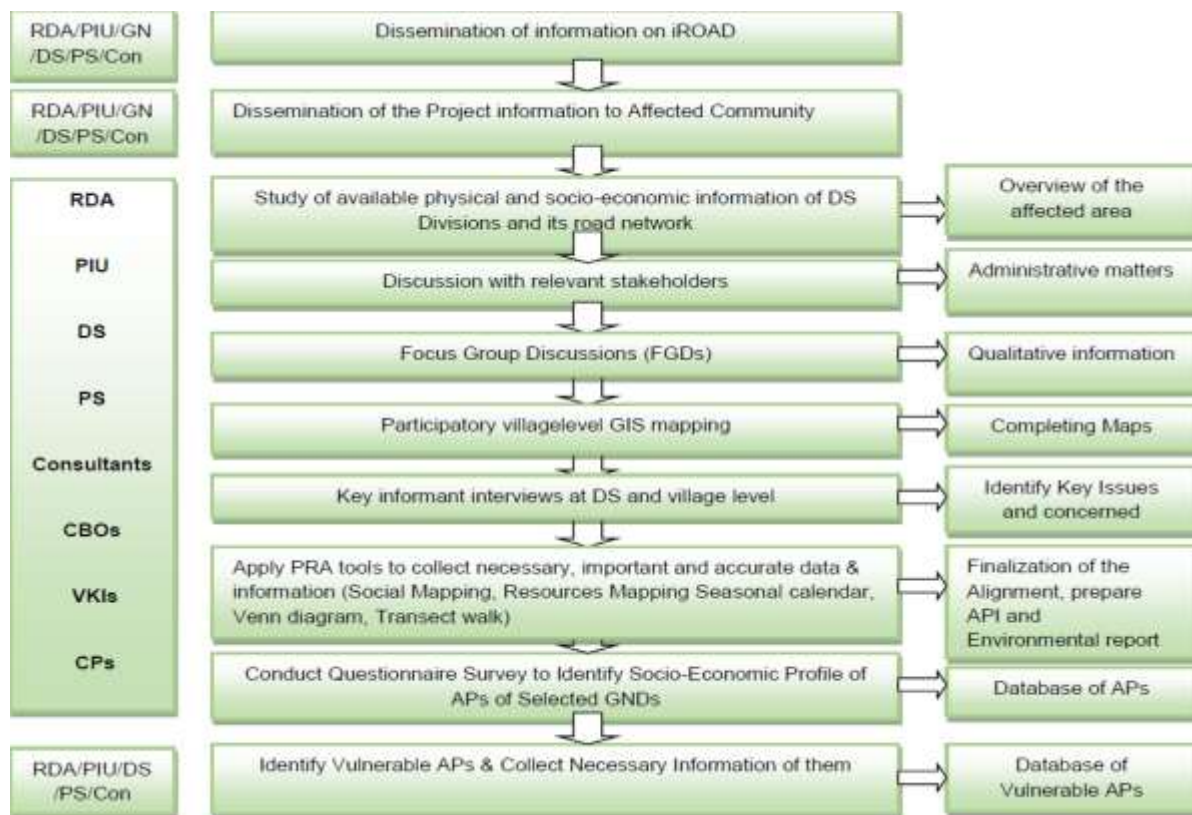 RDA/PIU/GN
/DS/PS/Con
Dissemination of information on iROAD
RDA/PIU/GN
/DS/PS/Con
Dissemination of the Project information to Affected Community
RDA
PIU
DS
PS
Consultants
CBOs
VKIs
CPs
Study of available physical and socio-economic information of DS
Divisions and its road network
Overview of the
affected area
Discussion with relevant stakeholders
Administrative matters
Focus Group Discussions (FGDs)
Qualitative information
Participatory villagelevel GIS mapping
Completing Maps
Key informant interviews at DS and village level
Identify Key Issues
and concerned
Apply PRA tools to collect necessary, important and accurate data &
information (Social Mapping, Resources Mapping Seasonal calendar,
Venn diagram, Transect walk)
Finalization of the
Alignment, prepare
API and
Environmental report
Conduct Questionnaire Survey to Identify Socio-Economic Profile of
APs of Selected GNDs
Database of APs
RDA/PIU/DS
/PS/Con
Identify Vulnerable APs & Collect Necessary Information of them
Database of
Vulnerable APs